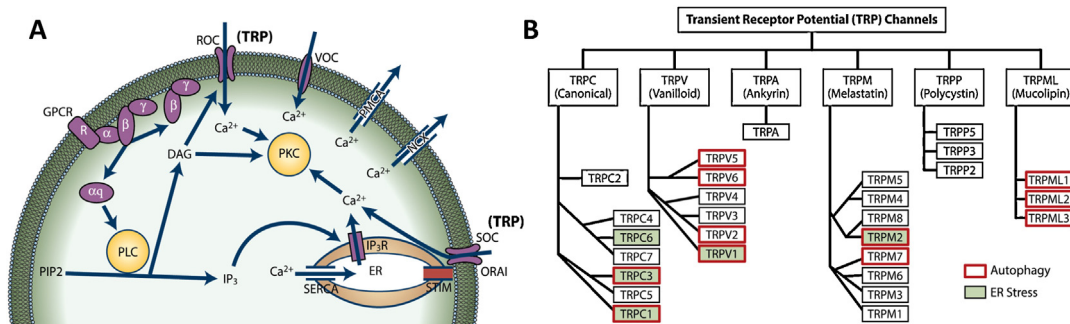 A
ROC
(TRP)
VOC
GPCR
R
α
β
γ
β
γ
PMCA
NCX
Ca²⁺
Ca²⁺
Ca²⁺
Ca²⁺
DAG
PKC
αq
Ca²⁺
(TRP)
SOC
PLC
IP₃R
ORAI
PIP2
IP₃
Ca²⁺
ER
SERCA
STIM
B
Transient Receptor Potential (TRP) Channels
TRPC
(Canonical)
TRPV
(Vanilloid)
TRPA
(Ankyrin)
TRPM
(Melastatin)
TRPP
(Polycystin)
TRPML
(Mucolipin)
TRPC2
TRPC4
TRPC6
TRPC7
TRPC3
TRPC5
TRPC1
TRPV5
TRPV6
TRPV4
TRPV3
TRPV2
TRPV1
TRPA
TRPM5
TRPM4
TRPM8
TRPM2
TRPM7
TRPM6
TRPM3
TRPM1
TRPP5
TRPP3
TRPP2
TRPML1
TRPML2
TRPML3
Autophagy
ER Stress